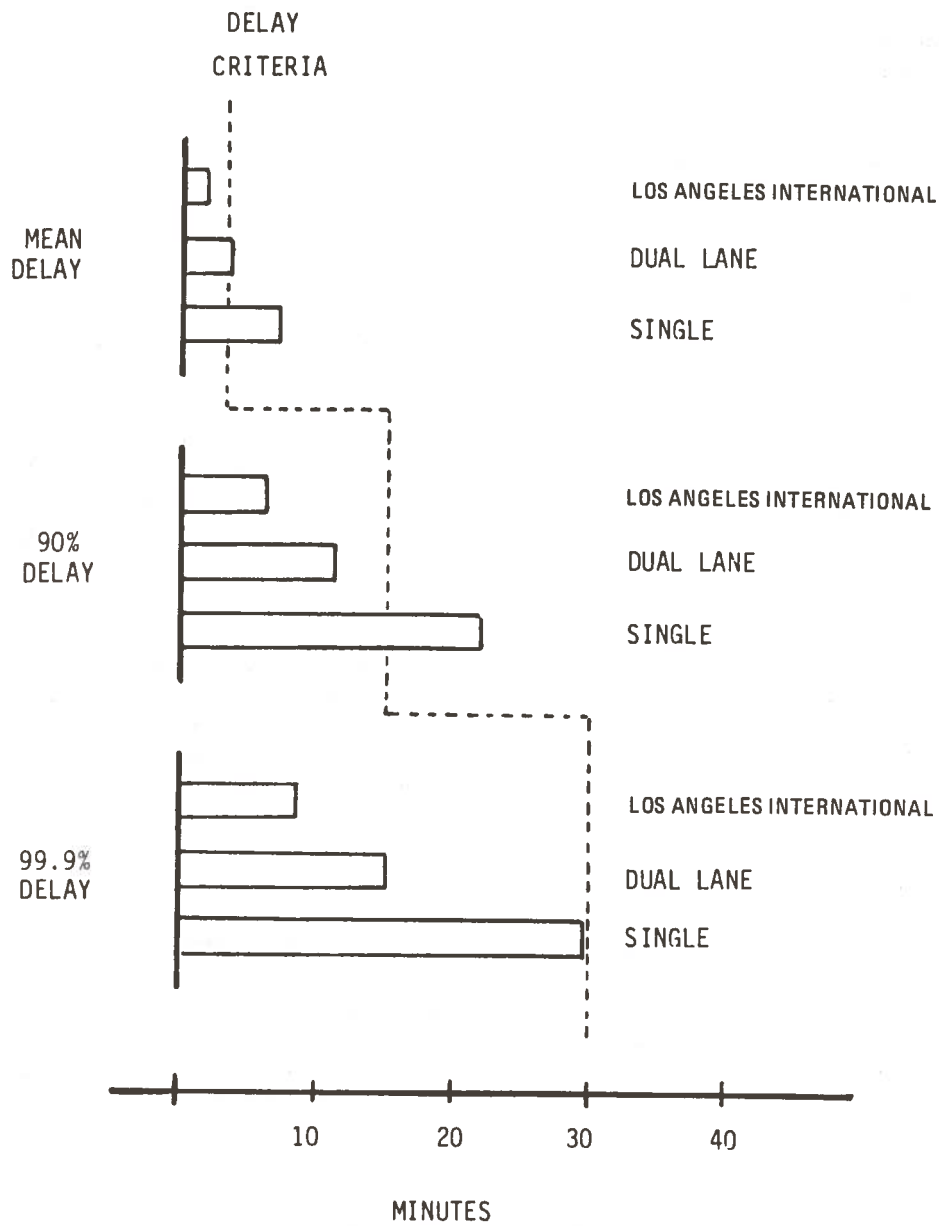 DELAY
CRITERIA
LOS ANGELES INTERNATIONAL
MEAN
DELAY
DUAL LANE
SINGLE
LOS ANGELES INTERNATIONAL
90%
DELAY
DUAL LANE
SINGLE
LOS ANGELES INTERNATIONAL
99.9%
DELAY
DUAL LANE
SINGLE
10 20 30 40
MINUTES